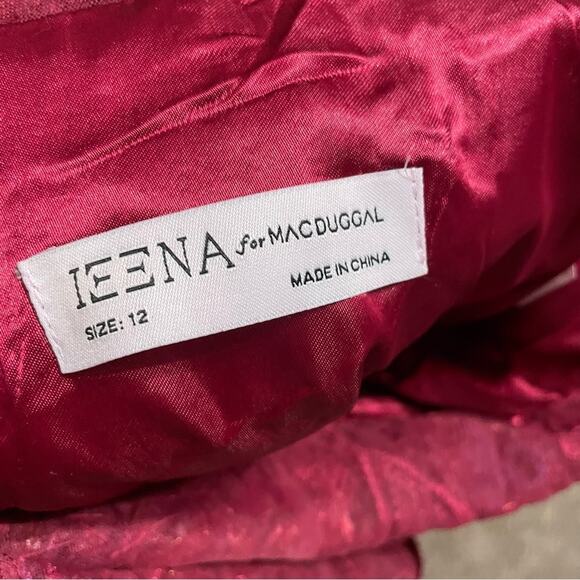 IEENA for MAC DUGGAL
SIZE: 12
MADE IN CHINA